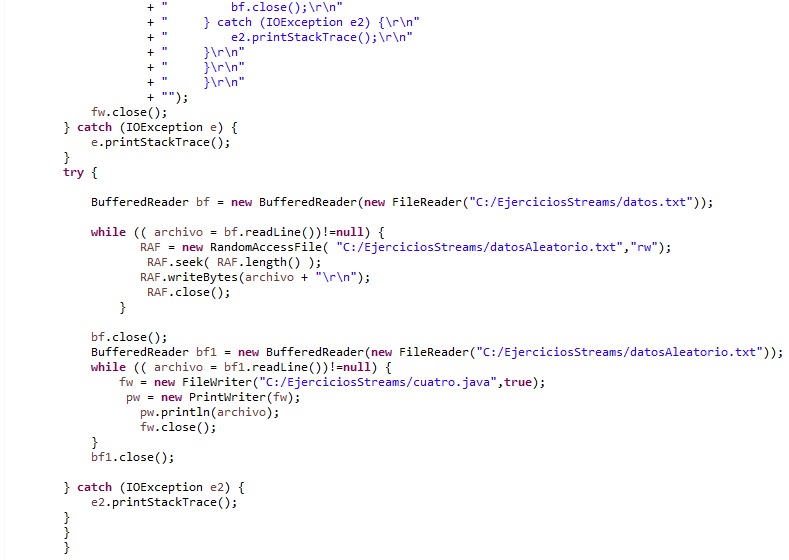 + "         bf.close();\r\n"
+ "     } catch (IOException e2) {\r\n"
+ "         e2.printStackTrace();\r\n"
+ "     }\r\n"
+ "     }\r\n"
+ "     }\r\n"
+ "");
fw.close();
} catch (IOException e) {
e.printStackTrace();
}
try {
BufferedReader bf = new BufferedReader(new FileReader("C:/EjerciciosStreams/datos.txt"));
while (( archivo = bf.readLine())!=null) {
RAF = new RandomAccessFile( "C:/EjerciciosStreams/datosAleatorio.txt","rw");
RAF.seek( RAF.length() );
RAF.writeBytes(archivo + "\r\n");
RAF.close();
}
bf.close();
BufferedReader bf1 = new BufferedReader(new FileReader("C:/EjerciciosStreams/datosAleatorio.txt"));
while (( archivo = bf1.readLine())!=null) {
fw = new FileWriter("C:/EjerciciosStreams/cuatro.java",true);
pw = new PrintWriter(fw);
pw.println(archivo);
fw.close();
}
bf1.close();
} catch (IOException e2) {
e2.printStackTrace();
}
}
}